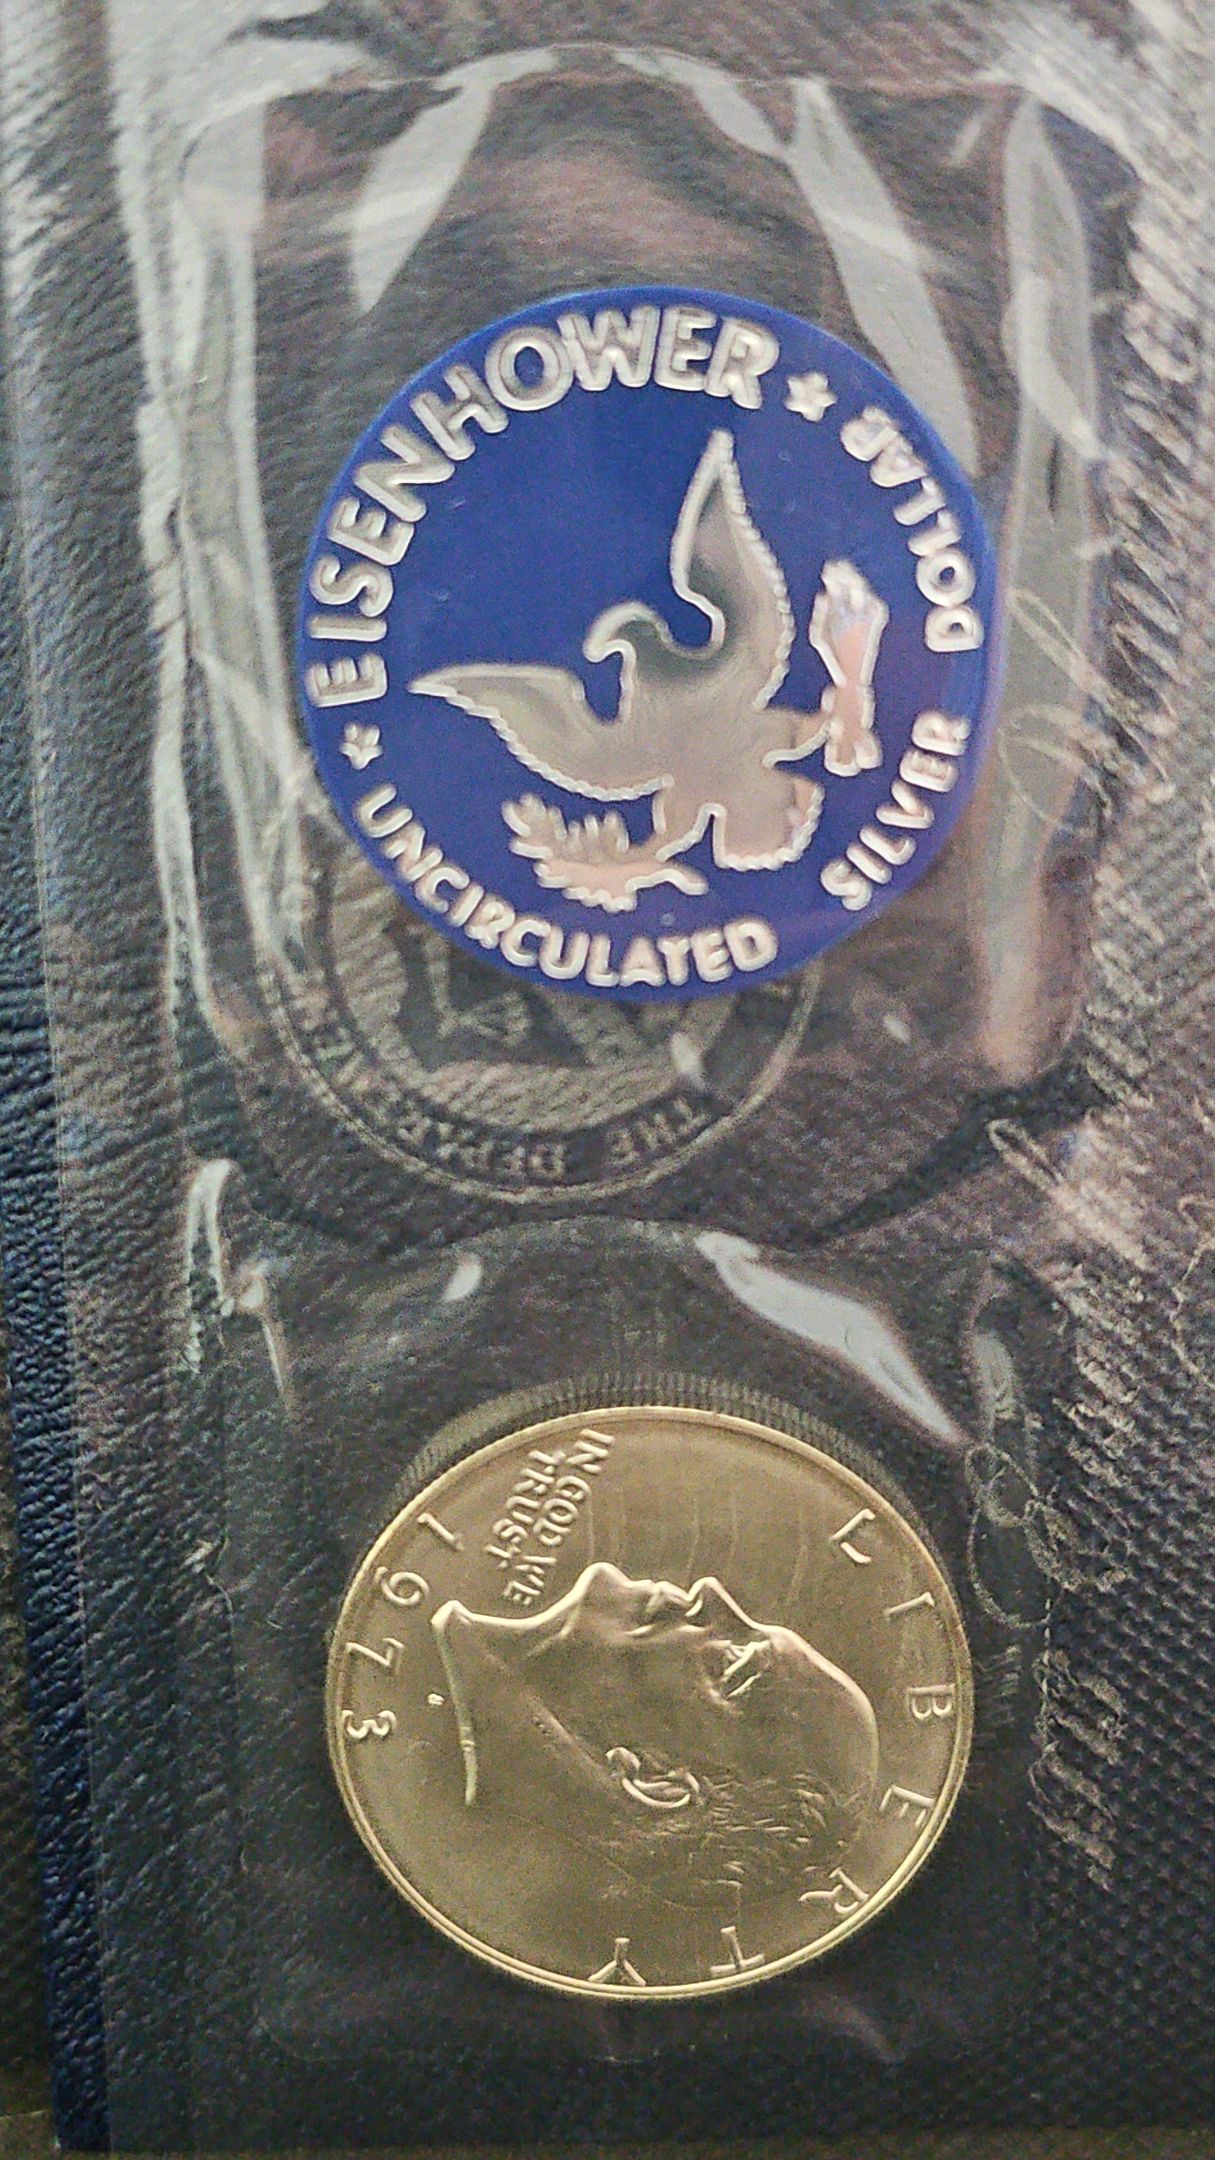 EISENHOWER
DOLLAR
UNCIRCULATED
SILVER
THE DEPARTMENT
LIBERTY
IN GOD WE
TRUST
1973
S